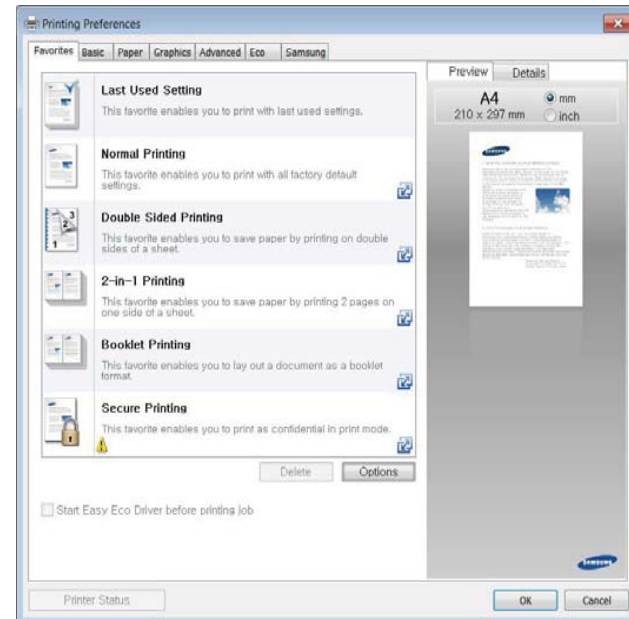 Printing Preferences
Favorites Basic Paper Graphics Advanced Eco Samsung
Last Used Setting
This favorite enables you to print with last used settings.
Normal Printing
This favorite enables you to print with all factory default
settings.
Double Sided Printing
This favorite enables you to save paper by printing on double
sides of a sheet.
2-in-1 Printing
This favorite enables you to save paper by printing 2 pages on
one side of a sheet.
Booklet Printing
This favorite enables you to lay out a document as a booklet
format.
Secure Printing
This favorite enables you to print as confidential in print mode.
Delete Options
Start Easy Eco Driver before printing job
Printer Status
Preview Details
A4
210 x 297 mm
mm
inch
SAMSUNG
SAMSUNG
OK Cancel